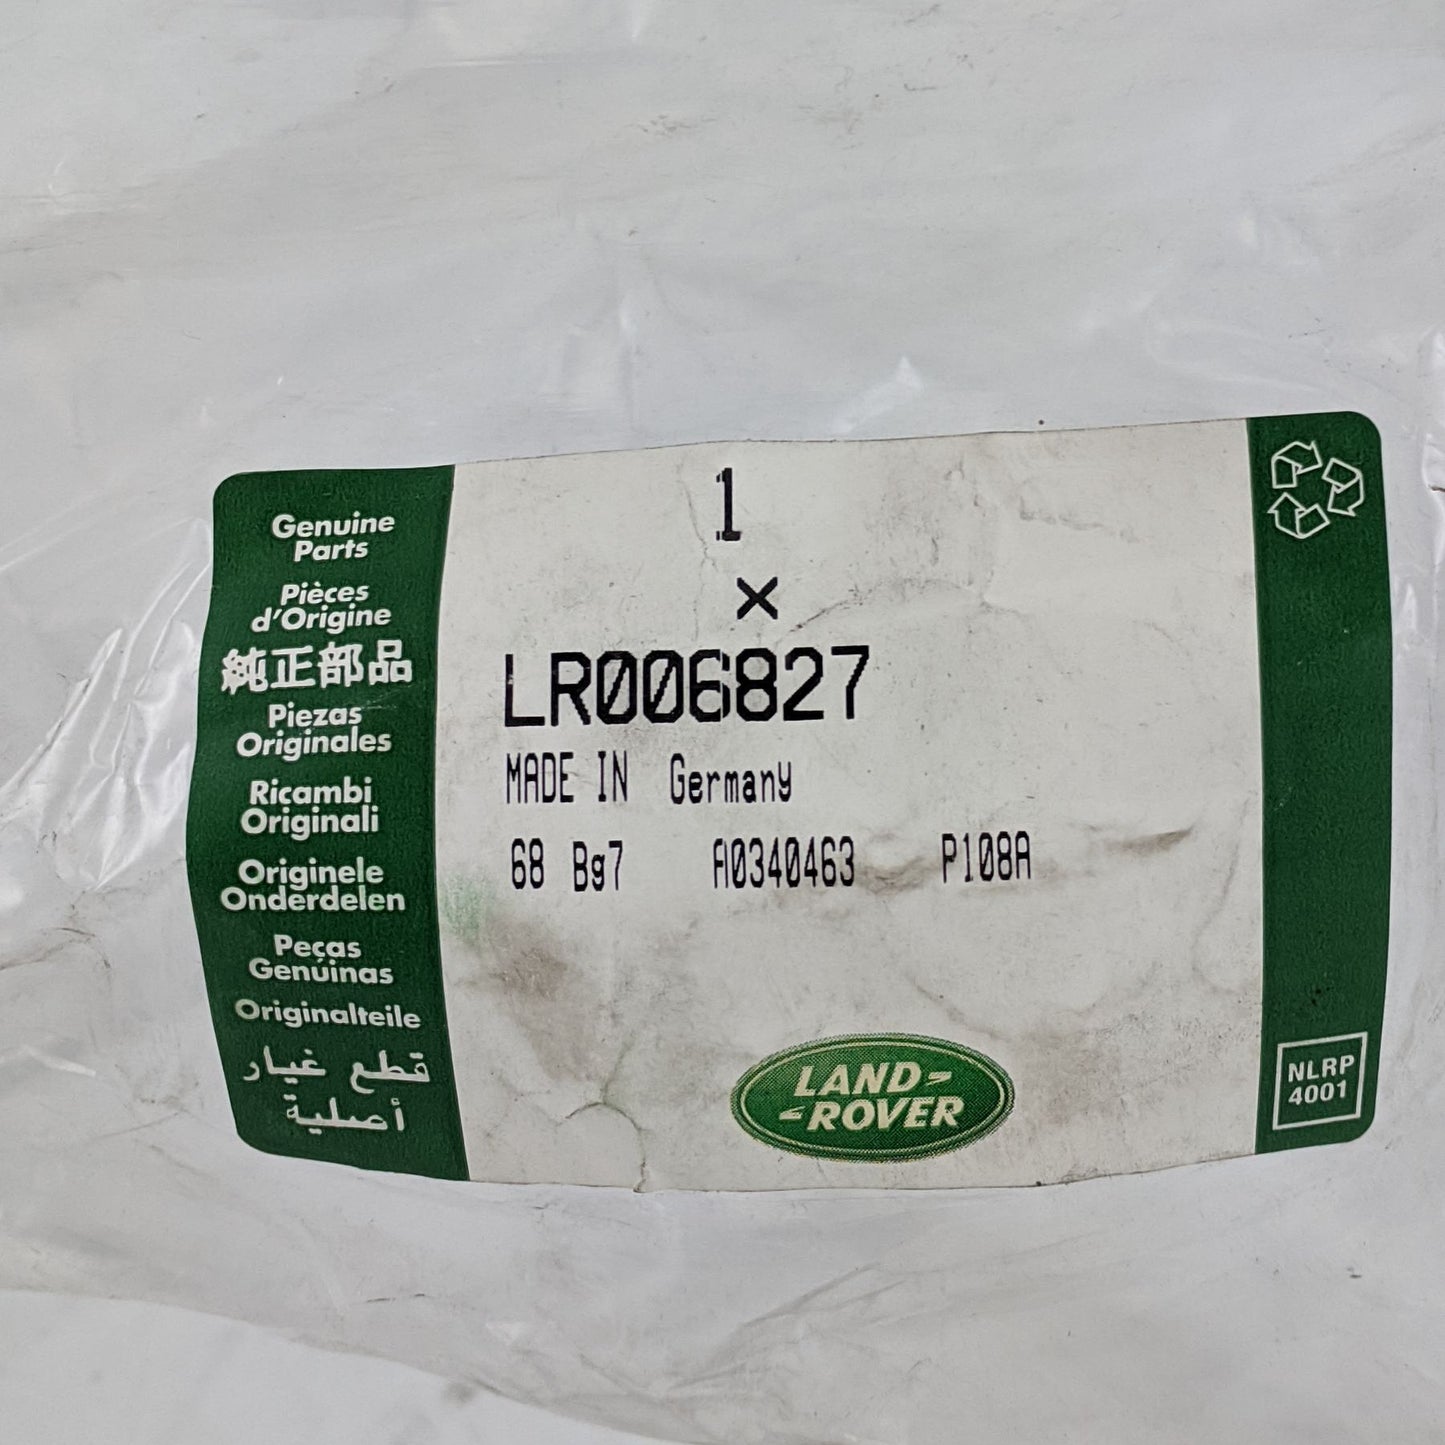 Genuine
Parts
Pièces
d'Origine
純正部品
Piezas
Originales
Ricambi
Originali
Originele
Onderdelen
Peças
Genúinas
Originalteile
قطع غيار
أصلية
1
×
LR006827
MADE IN Germany
68 Bg7 A0340463 P108A
LAND-
-ROVER
NLRP
4001